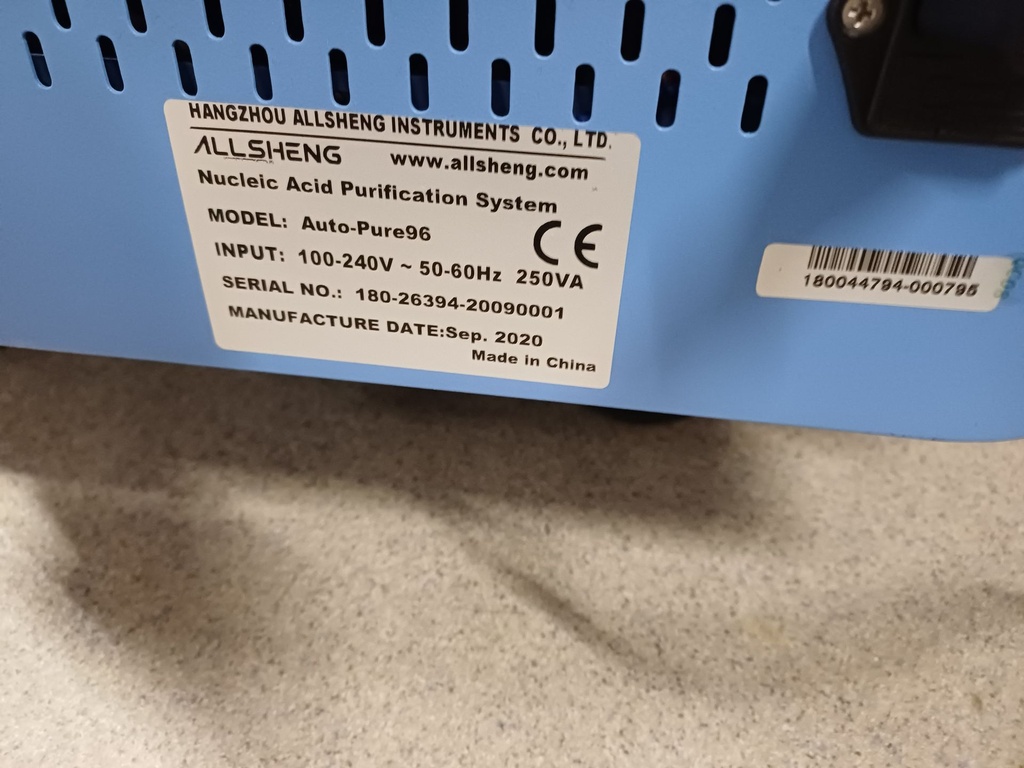 HANGZHOU ALLSHENG INSTRUMENTS CO., LTD.
ALLSHENG www.allsheng.com
Nucleic Acid Purification System
MODEL: Auto-Pure96
CE
INPUT: 100-240V ~ 50-60Hz 250VA
SERIAL NO.: 180-26394-20090001
MANUFACTURE DATE:Sep. 2020
Made in China
180044794-000795